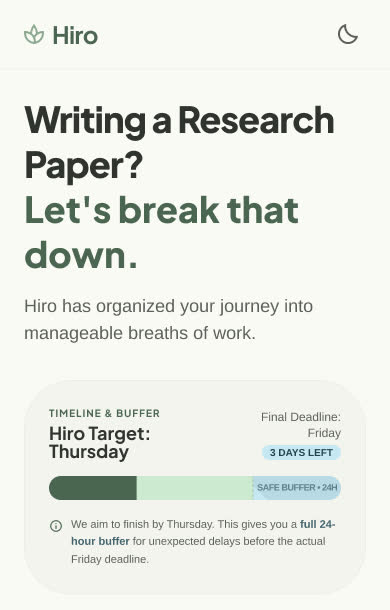 Hiro
Writing a Research
Paper?
Let's break that
down.
Hiro has organized your journey into
manageable breaths of work.
TIMELINE & BUFFER
Hiro Target:
Thursday
Final Deadline:
Friday
3 DAYS LEFT
SAFE BUFFER • 24H
We aim to finish by Thursday. This gives you a full 24-
hour buffer for unexpected delays before the actual
Friday deadline.